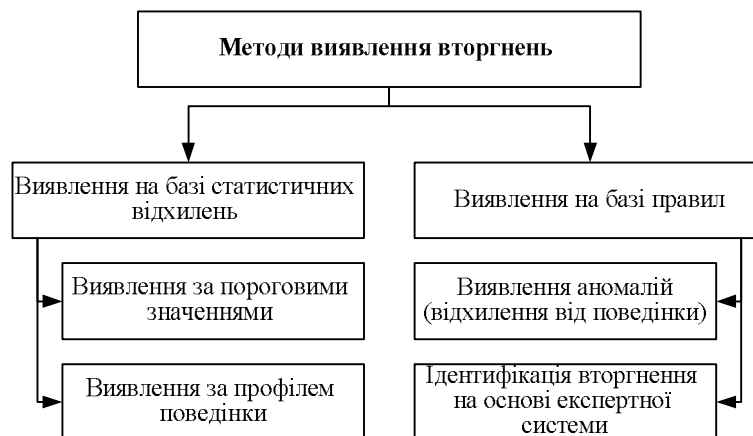 Методи виявлення вторгнень
Виявлення на базі статистичних
відхилень
Виявлення на базі правил
Виявлення за пороговими
значеннями
Виявлення аномалій
(відхилення від поведінки)
Виявлення за профілем
поведінки
Ідентифікація вторгнення
на основі експертної
системи